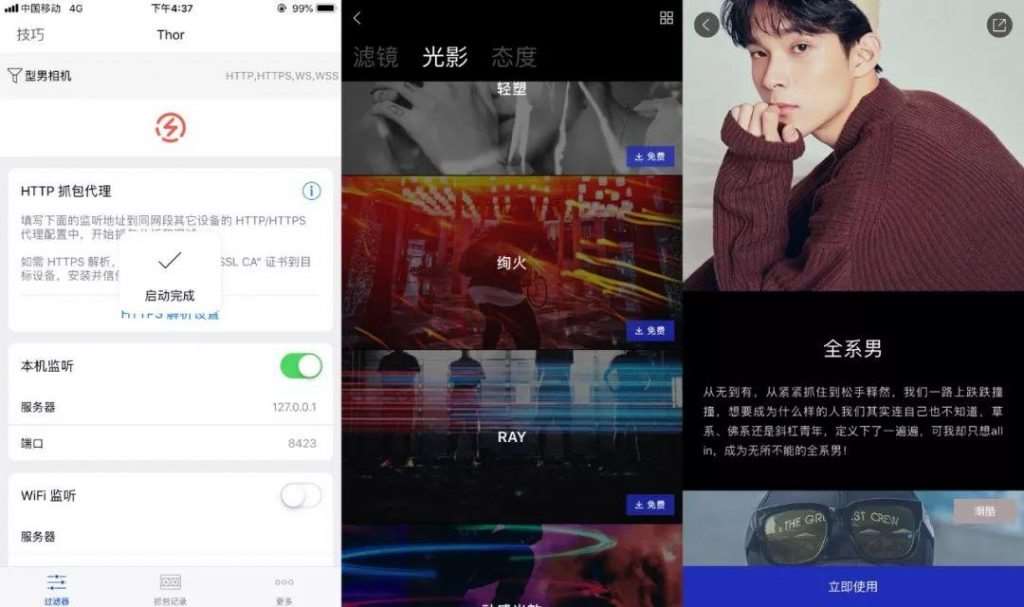 中国移动 4G
下午4:37
99%
技巧
Thor
型男相机
HTTP,HTTPS,WS,WSS
HTTP 抓包代理
填写下面的监听地址到同网段其它设备的 HTTP/HTTPS
代理配置中，开始抓
如需 HTTPS 解析，
SSL CA" 证书到目
标设备，安装并信
启动完成
HTTPS 解析设置
本机监听
服务器
127.0.0.1
端口
8423
WiFi 监听
服务器
过滤器
抓包记录
更多
滤镜
光影
态度
轻塑
免费
绚火
免费
RAY
免费
全系男
从无到有，从紧紧抓住到松手释然，我们一路上跌跌撞
撞，想要成为什么样的人我们其实连自己也不知道，草
系、佛系还是斜杠青年，定义下了一遍遍，可我却只想all
in，成为无所不能的全系男！
THE GR
EST CREW
潮酷
立即使用